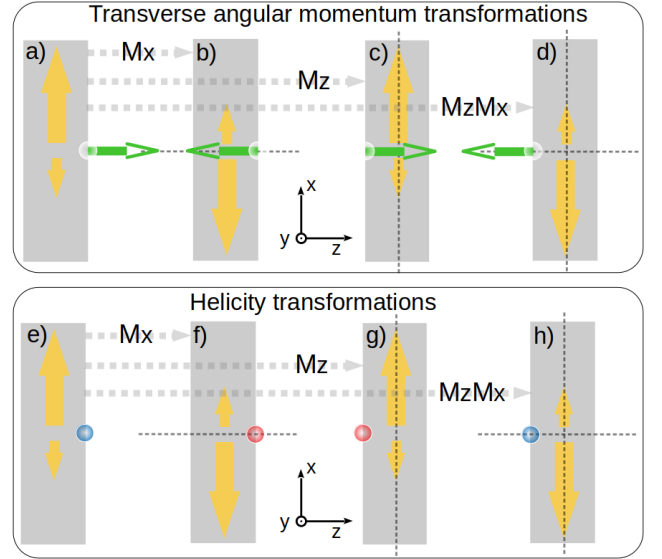 Transverse angular momentum transformations
a) Mx b) c) d)
Mz
MzMx
x
y z
Helicity transformations
e) Mx f) g) h)
Mz
MzMx
x
y z